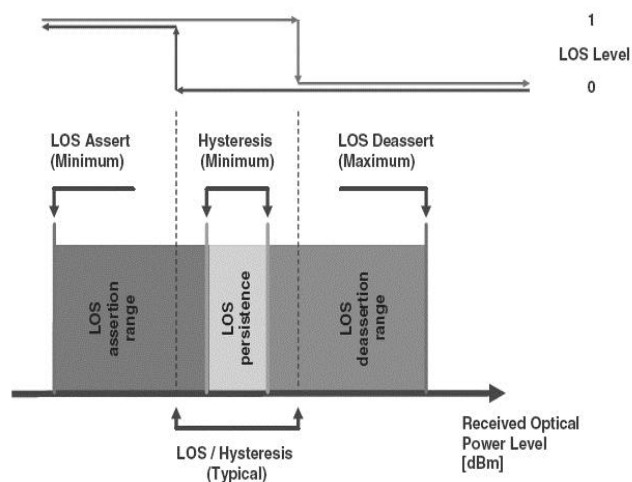 1
LOS Level
0
LOS Assert
(Minimum)
Hysteresis
(Minimum)
LOS Deassert
(Maximum)
LOS
assertion
range
LOS
persistence
LOS
deassertion
range
LOS / Hysteresis
(Typical)
Received Optical
Power Level
[dBm]